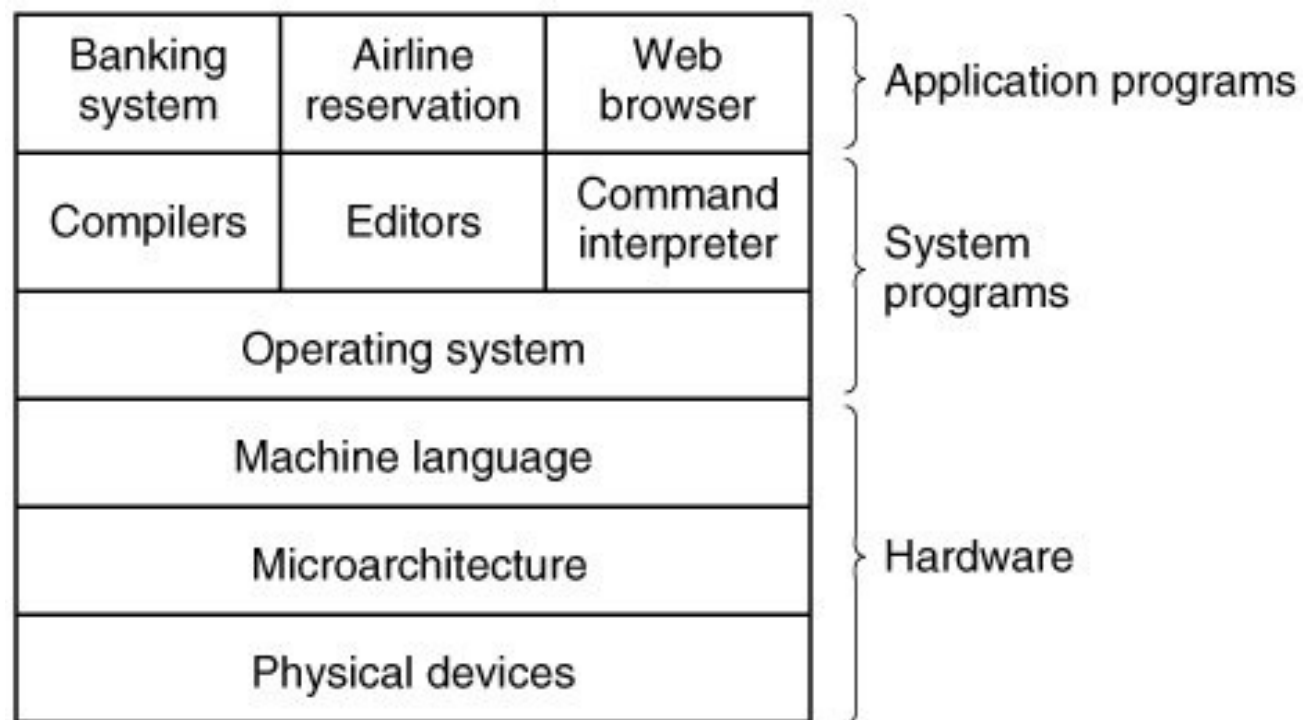 Banking
system
Airline
reservation
Web
browser
Application programs
Compilers
Editors
Command
interpreter
System
programs
Operating system
Machine language
Microarchitecture
Hardware
Physical devices